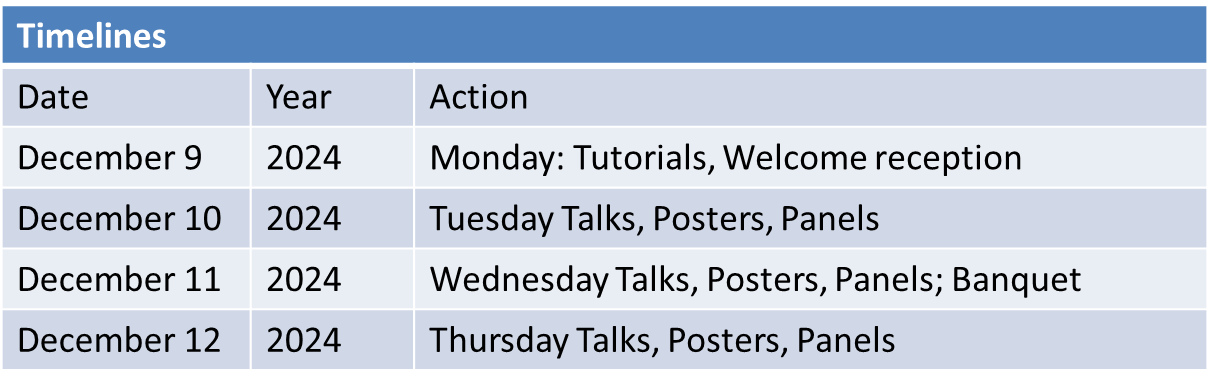 Timelines
Date Year Action
December 9 2024 Monday: Tutorials, Welcome reception
December 10 2024 Tuesday Talks, Posters, Panels
December 11 2024 Wednesday Talks, Posters, Panels; Banquet
December 12 2024 Thursday Talks, Posters, Panels